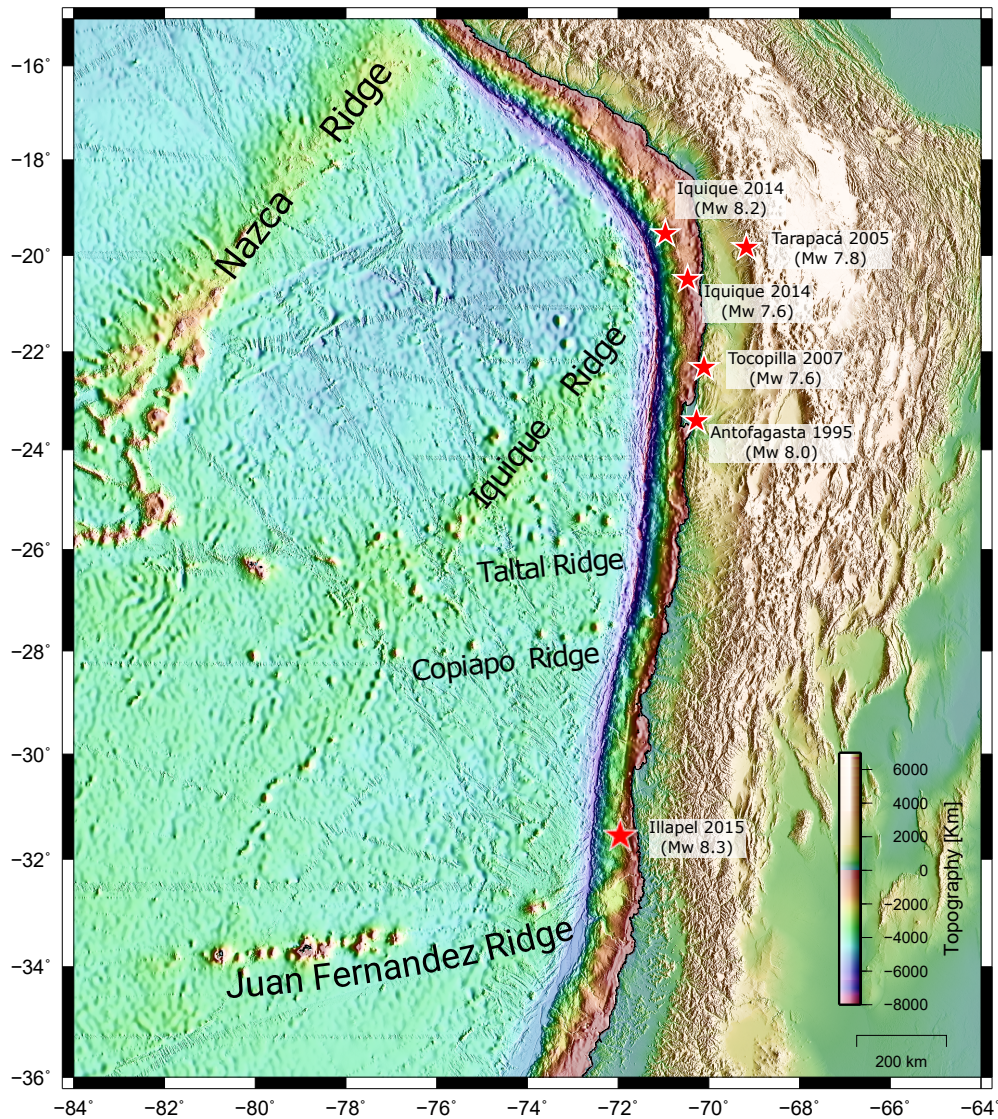 −16°
−18°
−20°
−22°
−24°
−26°
−28°
−30°
−32°
−34°
−36°
Nazca Ridge
Iquique 2014
(Mw 8.2)
Tarapacá 2005
(Mw 7.8)
Iquique 2014
(Mw 7.6)
Tocopilla 2007
(Mw 7.6)
Antofagasta 1995
(Mw 8.0)
Iquique Ridge
Taltal Ridge
Copiapo Ridge
Illapel 2015
(Mw 8.3)
Juan Fernandez Ridge
6000
4000
2000
0
−2000
−4000
−6000
−8000
Topography [Km]
200 km
−84°
−82°
−80°
−78°
−76°
−74°
−72°
−70°
−68°
−66°
−64°